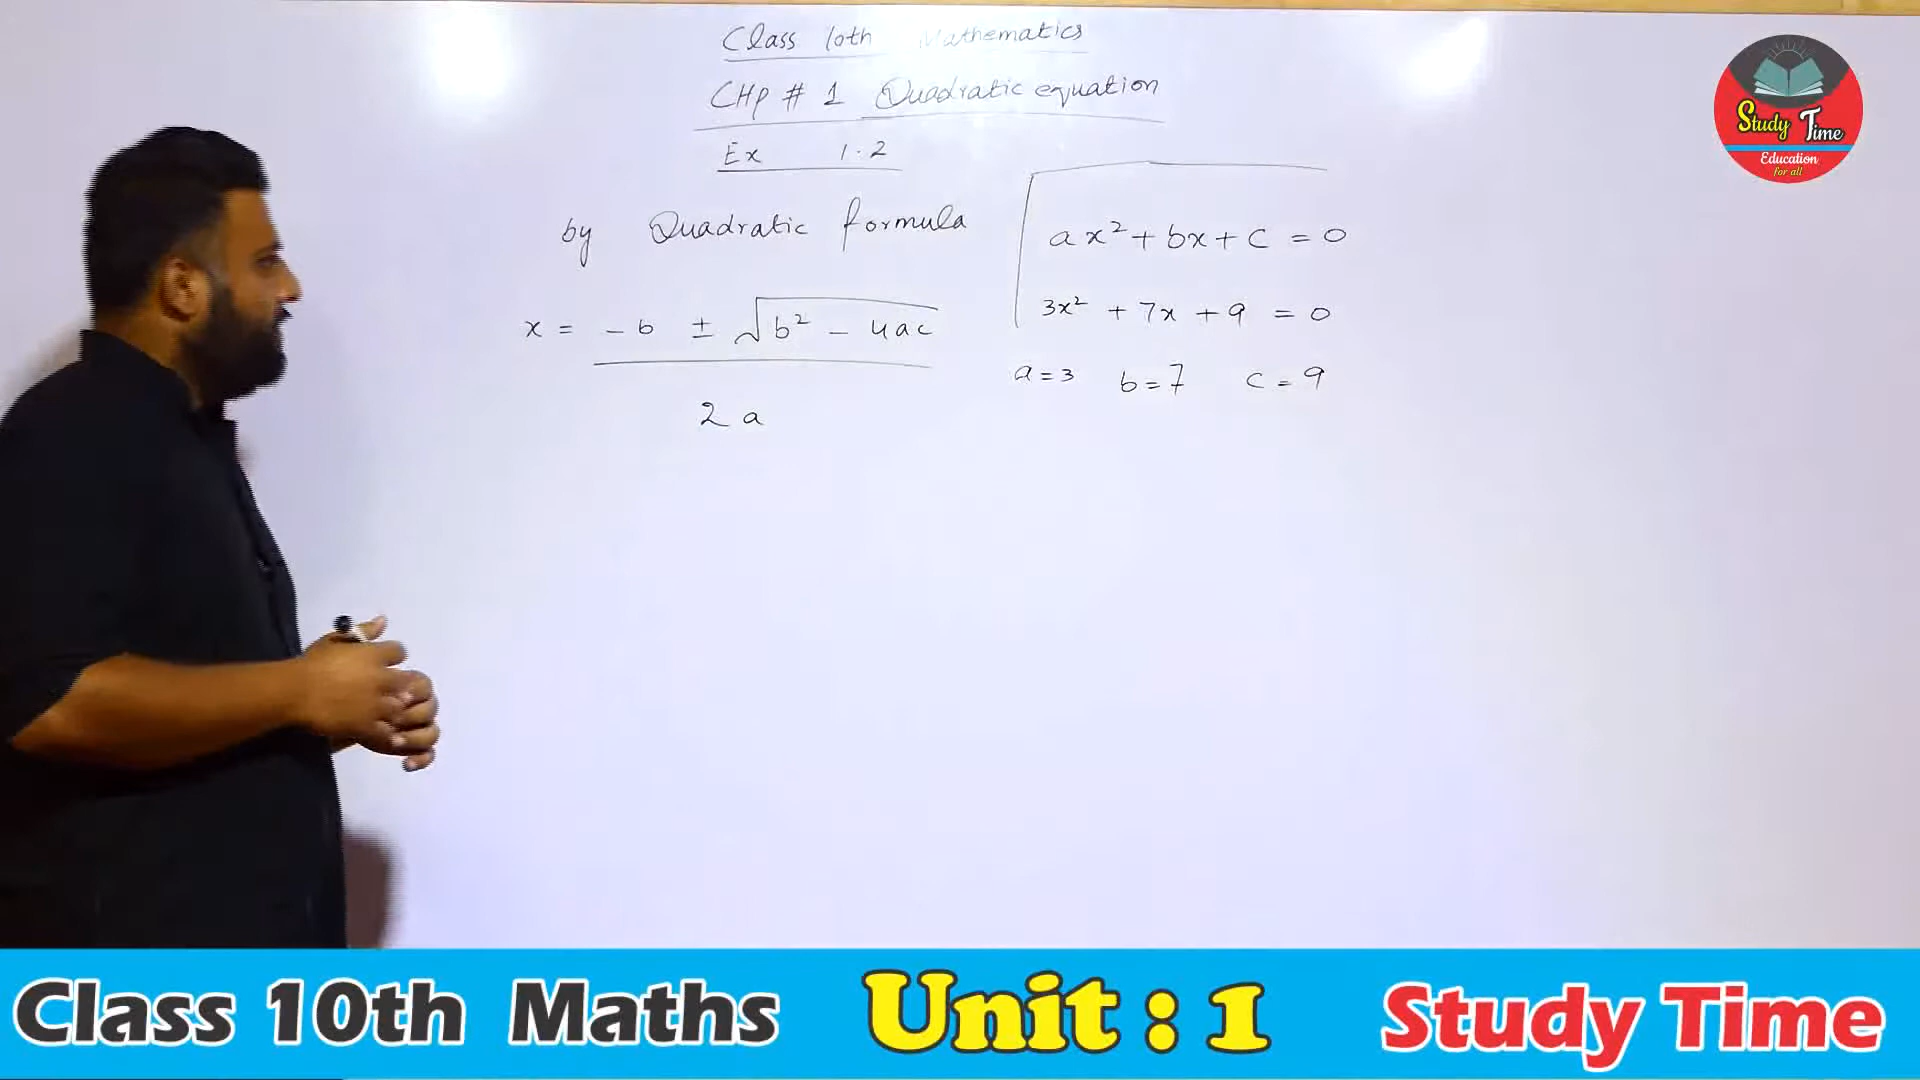 Class 10th Mathematics
CHp # 1 Quadratic equation
Ex 1.2
by Quadratic formula
x = -b ± √b² - 4ac
2a
ax² + bx + c = 0
3x² + 7x + 9 = 0
a = 3 b = 7 c = 9
Study Time
Education
for all
Class 10th Maths Unit : 1 Study Time